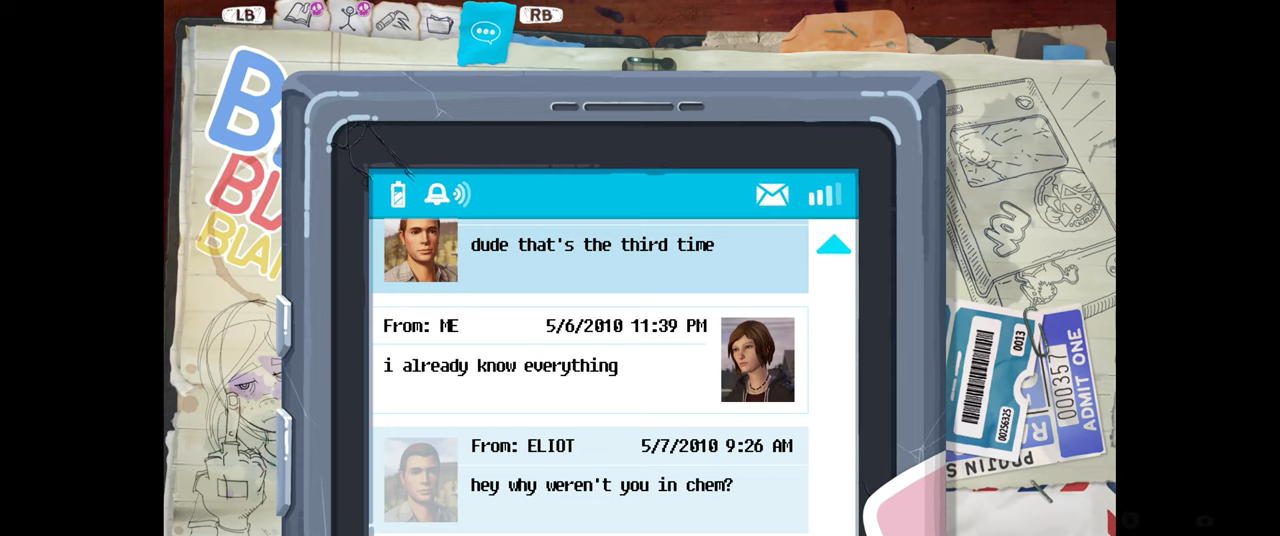 LB
RB
dude that's the third time
From: ME 5/6/2010 11:39 PM
i already know everything
From: ELIOT 5/7/2010 9:26 AM
hey why weren't you in chem?
0013
00256325
000357
ADMIT ONE